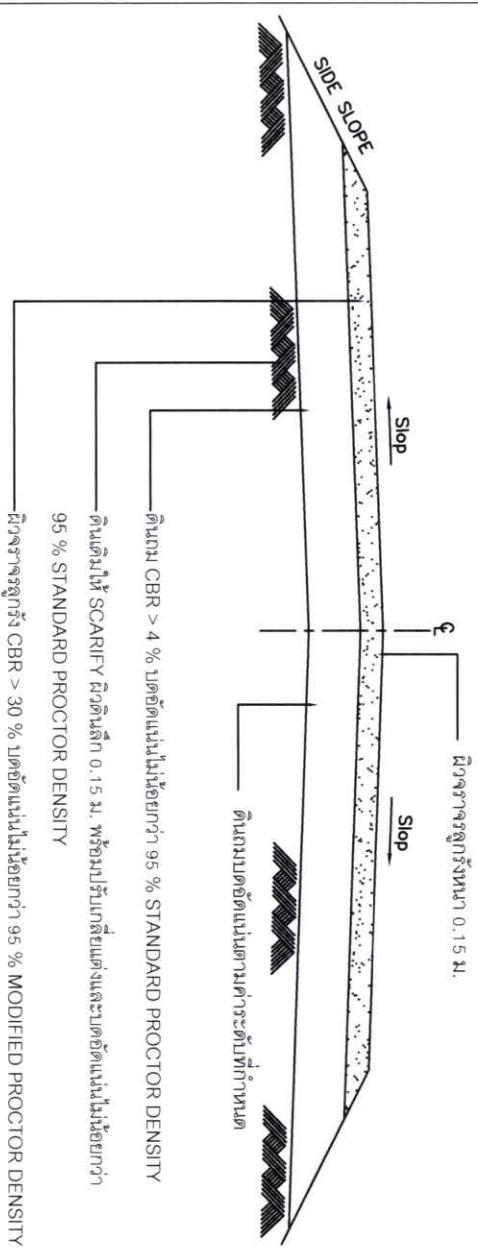 ผิวจราจรลูกรังหนา 0.15 ม.
℄
Slop
Slop
SIDE SLOPE
ดินถมบดอัดแน่นตามค่าระดับที่กำหนด
ดินถม CBR > 4 % บดอัดแน่นไม่น้อยกว่า 95 % STANDARD PROCTOR DENSITY
ดินเดิมให้ SCARIFY ผิวดินลึก 0.15 ม. พร้อมปรับเกลี่ยแต่งและบดอัดแน่นไม่น้อยกว่า
95 % STANDARD PROCTOR DENSITY
ผิวจราจรลูกรัง CBR > 30 % บดอัดแน่นไม่น้อยกว่า 95 % MODIFIED PROCTOR DENSITY